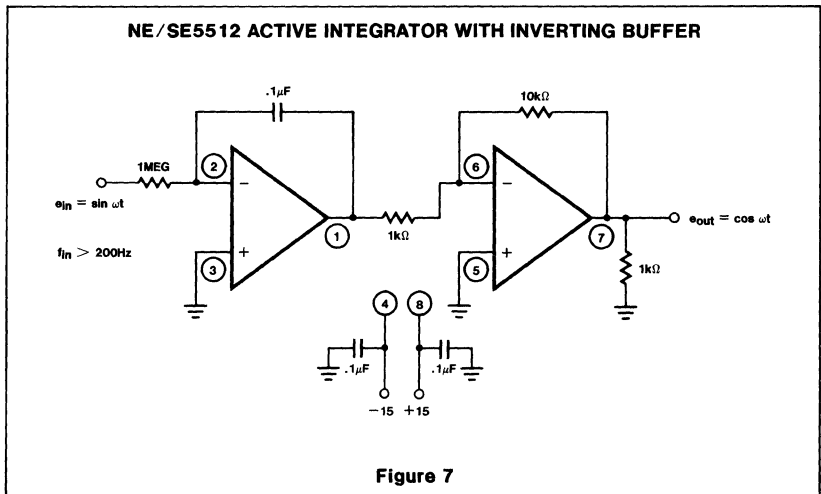 NE/SE5512 ACTIVE INTEGRATOR WITH INVERTING BUFFER
.1µF
10kΩ
1MEG
2
6
−
−
ein = sin ωt
eout = cos ωt
1
1kΩ
7
fin > 200Hz
3
+
5
+
1kΩ
4
8
.1µF
.1µF
−15
+15
Figure 7